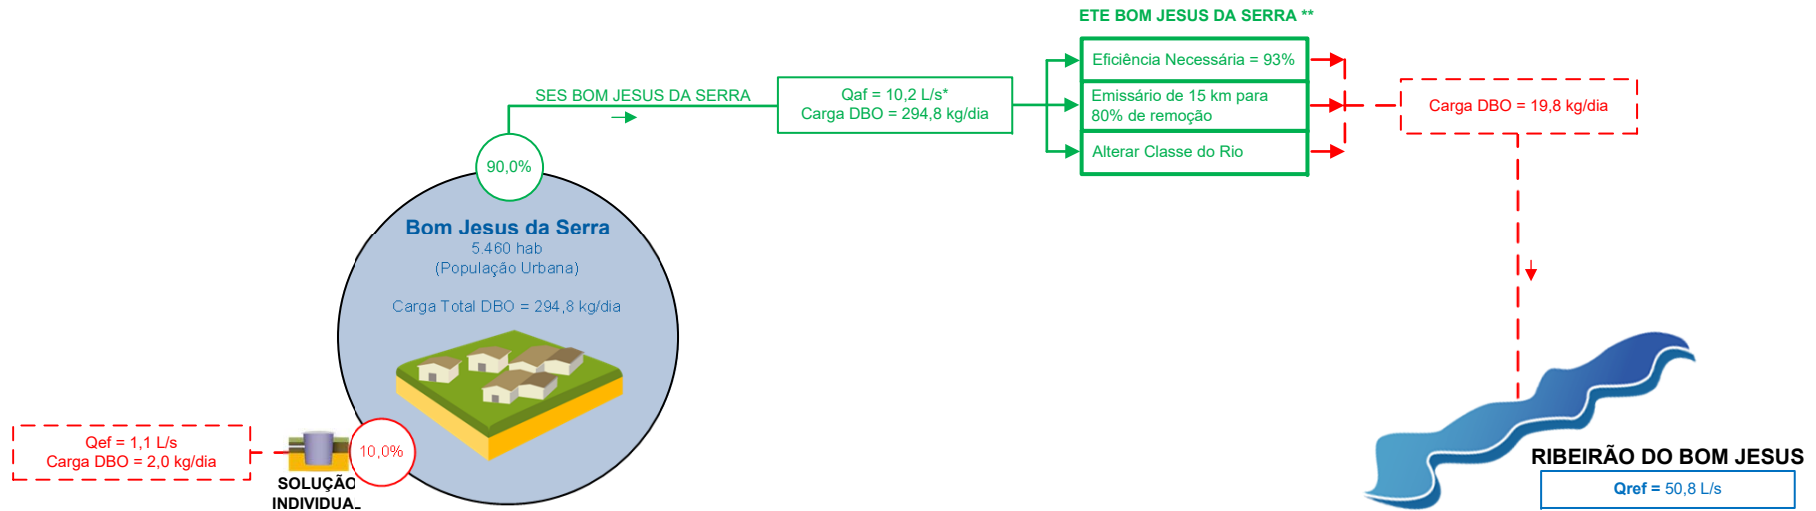 ETE BOM JESUS DA SERRA **
Eficiência Necessária = 93%
Emissário de 15 km para
80% de remoção
Alterar Classe do Rio
SES BOM JESUS DA SERRA
Qaf = 10,2 L/s*
Carga DBO = 294,8 kg/dia
Carga DBO = 19,8 kg/dia
90,0%
Bom Jesus da Serra
5.460 hab
(População Urbana)
Carga Total DBO = 294,8 kg/dia
10,0%
Qef = 1,1 L/s
Carga DBO = 2,0 kg/dia
SOLUÇÃO
INDIVIDUAL
RIBEIRÃO DO BOM JESUS
Qref = 50,8 L/s